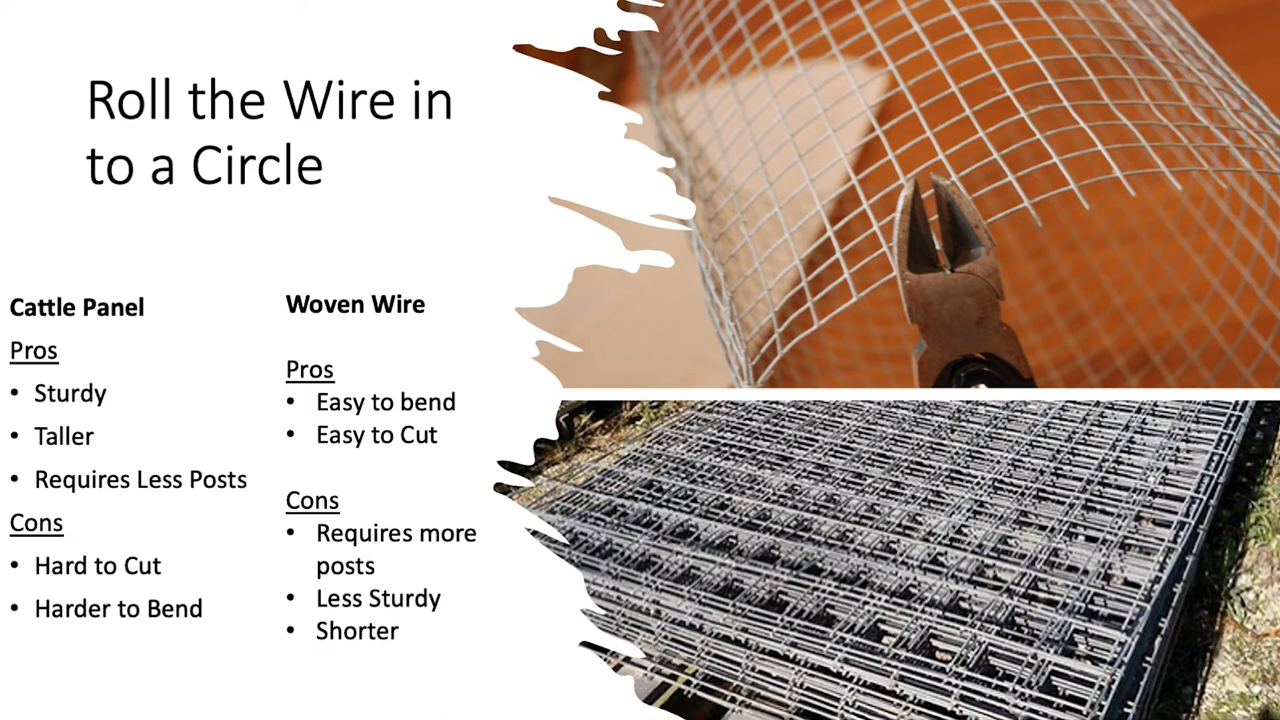 Roll the Wire in
to a Circle
Cattle Panel
Pros
• Sturdy
• Taller
• Requires Less Posts
Cons
• Hard to Cut
• Harder to Bend
Woven Wire
Pros
• Easy to bend
• Easy to Cut
Cons
• Requires more
posts
• Less Sturdy
• Shorter